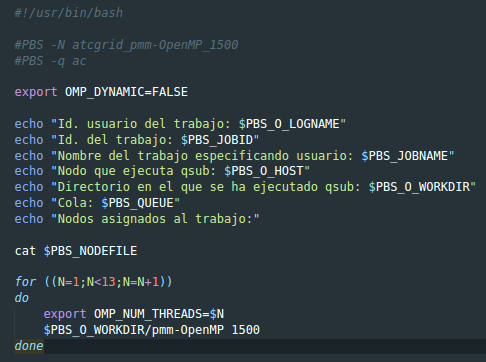 #!/usr/bin/bash
#PBS -N atcgrid_pmm-OpenMP_1500
#PBS -q ac
export OMP_DYNAMIC=FALSE
echo "Id. usuario del trabajo: $PBS_O_LOGNAME"
echo "Id. del trabajo: $PBS_JOBID"
echo "Nombre del trabajo especificando usuario: $PBS_JOBNAME"
echo "Nodo que ejecuta qsub: $PBS_O_HOST"
echo "Directorio en el que se ha ejecutado qsub: $PBS_O_WORKDIR"
echo "Cola: $PBS_QUEUE"
echo "Nodos asignados al trabajo:"
cat $PBS_NODEFILE
for ((N=1;N<13;N=N+1))
do
    export OMP_NUM_THREADS=$N
    $PBS_O_WORKDIR/pmm-OpenMP 1500
done